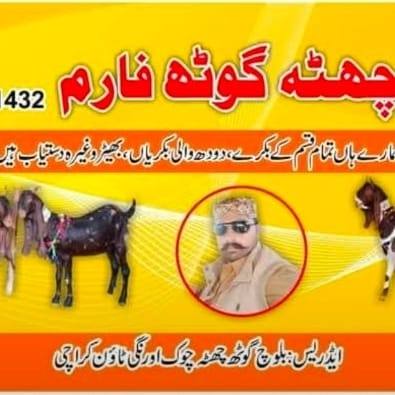 چھٹہ گوٹھ فارم
1432
ہمارے ہاں تمام قسم کے بکرے، دودھ والی بکریاں، بھیڑ وغیرہ دستیاب ہیں
ایڈریس: بلوچ گوٹھ چھٹہ چوک اورنگی ٹاؤن کراچی